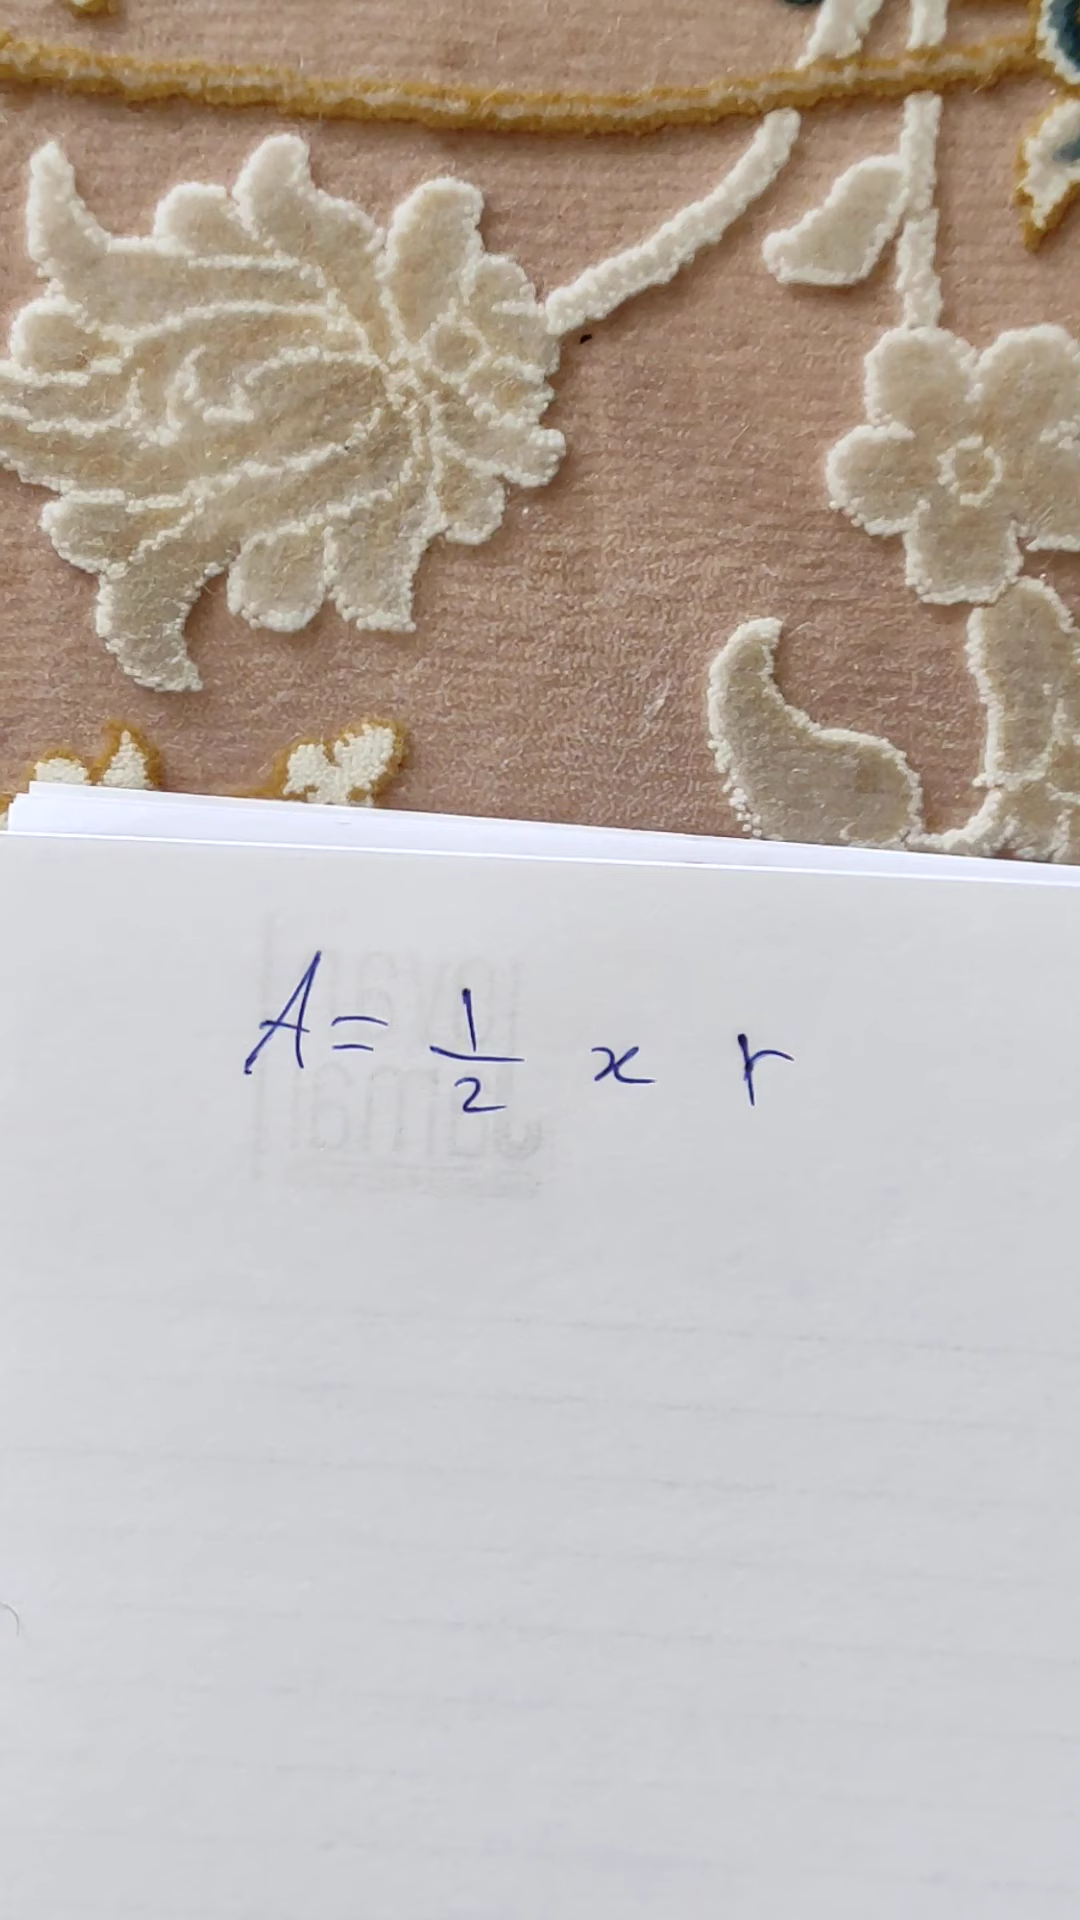 A = 1/2 x r